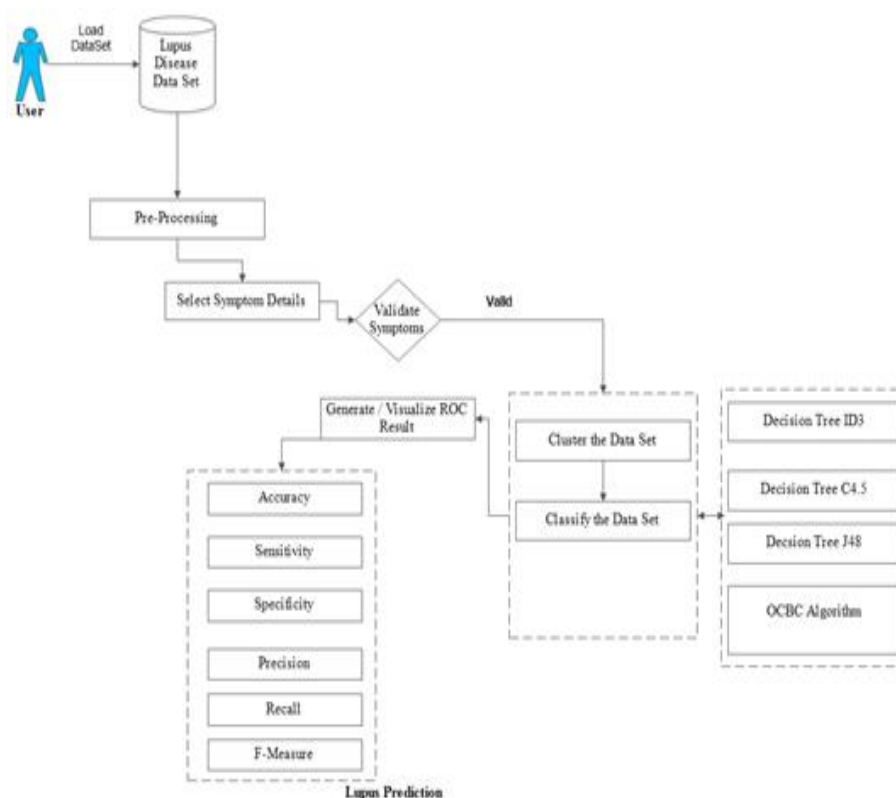 Load
DataSet
Lupus
Disease
Data Set
User
Pre-Processing
Select Symptom Details
Validate
Symptoms
Valid
Generate / Visualize ROC
Result
Cluster the Data Set
Classify the Data Set
Decision Tree ID3
Decision Tree C4.5
Decsion Tree J48
OCBC Algorithm
Accuracy
Sensitivity
Specificity
Precision
Recall
F-Measure
Lupus Prediction